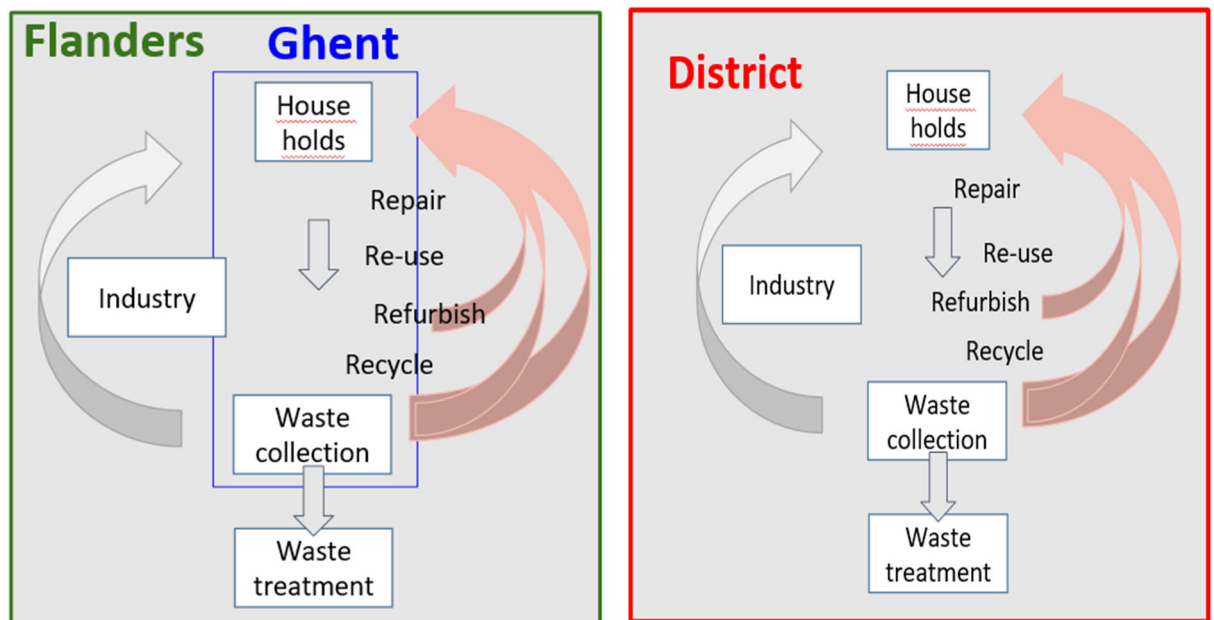 Flanders
Ghent
House
holds
Repair
Re-use
Industry
Refurbish
Recycle
Waste
collection
Waste
treatment
District
House
holds
Repair
Re-use
Industry
Refurbish
Recycle
Waste
collection
Waste
treatment